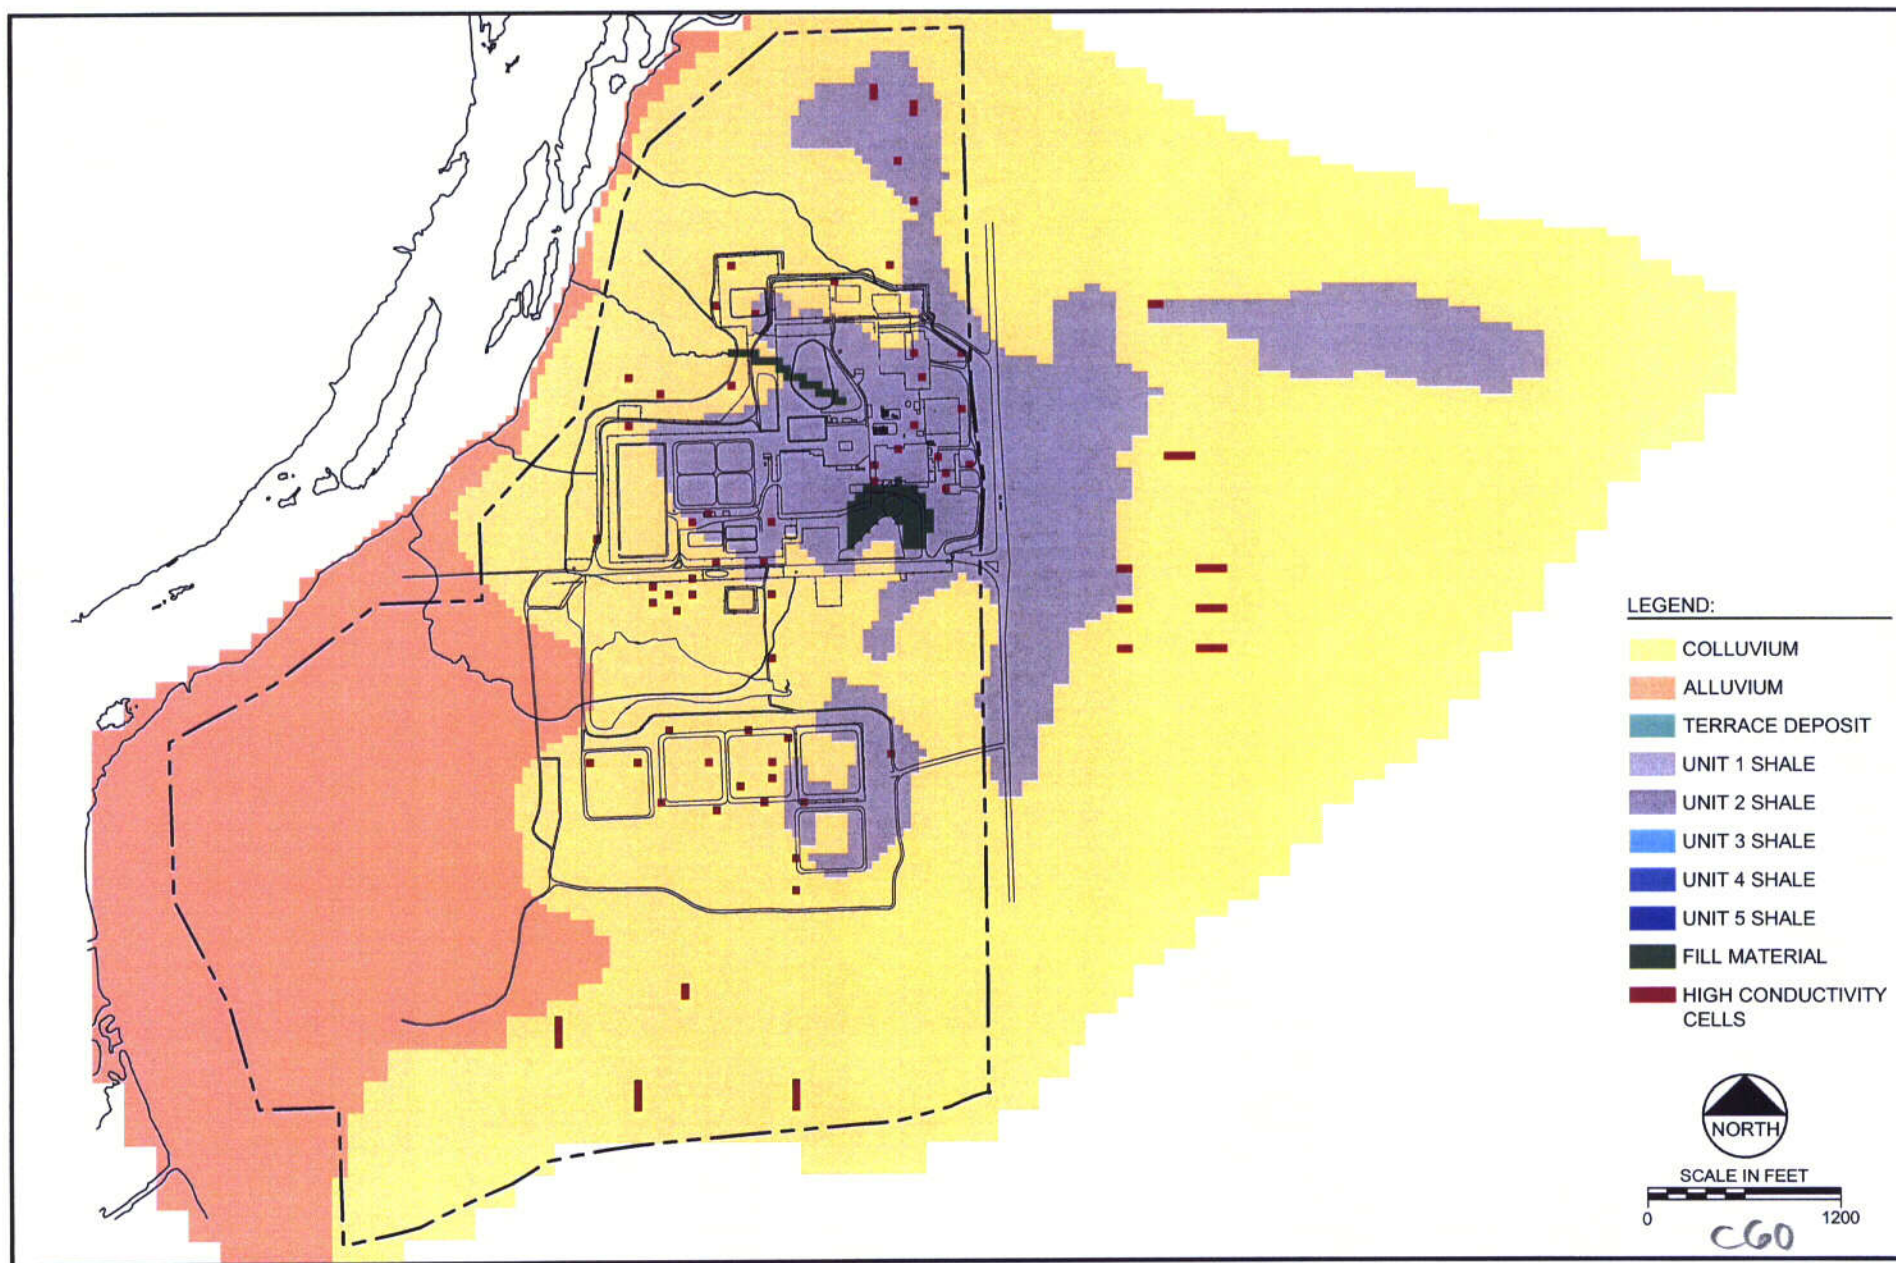 LEGEND:
COLLUVIUM
ALLUVIUM
TERRACE DEPOSIT
UNIT 1 SHALE
UNIT 2 SHALE
UNIT 3 SHALE
UNIT 4 SHALE
UNIT 5 SHALE
FILL MATERIAL
HIGH CONDUCTIVITY
CELLS
NORTH
SCALE IN FEET
0 1200
C60